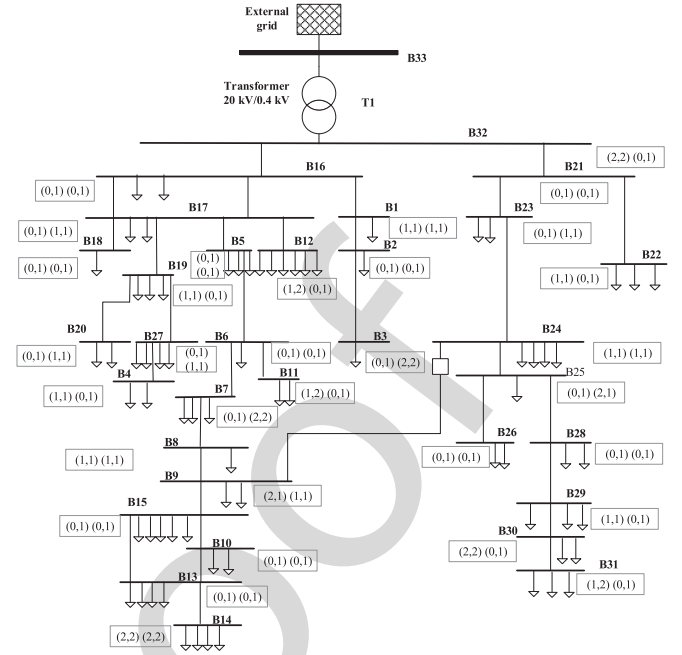 External
grid
B33
Transformer
20 kV/0.4 kV
T1
B32
(2,2) (0,1)
B16
B21
(0,1) (0,1)
(0,1) (0,1)
B17
B1
B23
(0,1) (1,1)
(1,1) (1,1)
(0,1) (1,1)
B18
B5
B12
B2
B22
(0,1) (0,1)
B19
(0,1)
(0,1)
(0,1) (0,1)
(1,1) (0,1)
(1,1) (0,1)
(1,2) (0,1)
B20
B27
B6
B3
B24
(0,1) (1,1)
(0,1)
(1,1)
(0,1) (0,1)
(0,1) (2,2)
(1,1) (1,1)
B4
B11
B25
(1,1) (0,1)
B7
(1,2) (0,1)
(0,1) (2,1)
(0,1) (2,2)
B8
B26
B28
(1,1) (1,1)
(0,1) (0,1)
(0,1) (0,1)
B9
(2,1) (1,1)
B15
B29
(0,1) (0,1)
(1,1) (0,1)
B30
B10
(2,2) (0,1)
(0,1) (0,1)
B31
B13
(1,2) (0,1)
(0,1) (0,1)
B14
(2,2) (2,2)
oof